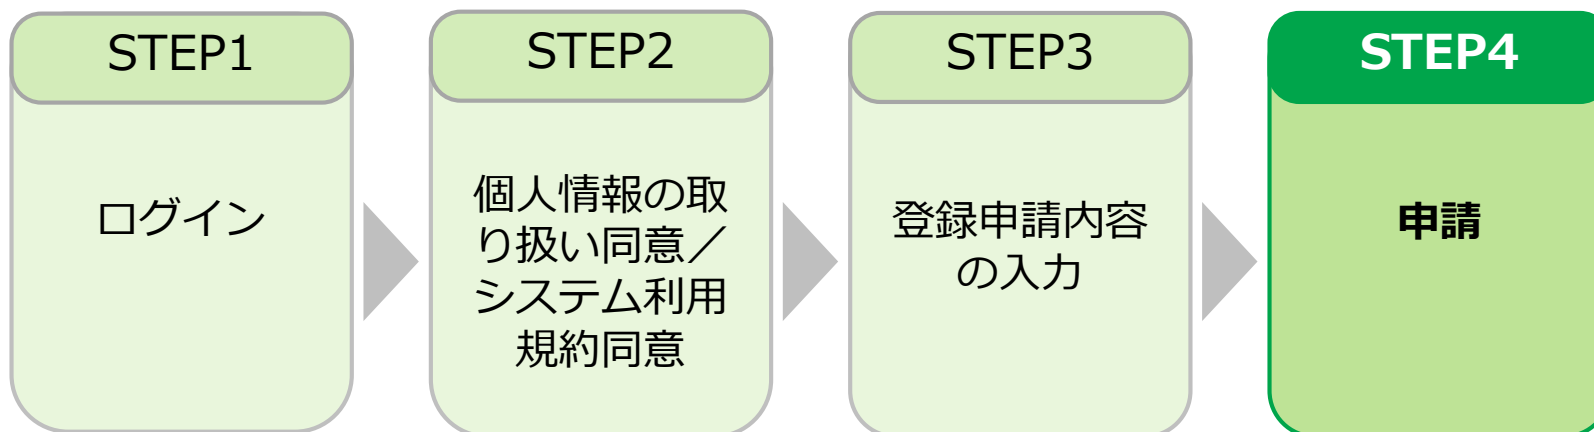 STEP1
ログイン
STEP2
個人情報の取
り扱い同意／
システム利用
規約同意
STEP3
登録申請内容
の入力
STEP4
申請